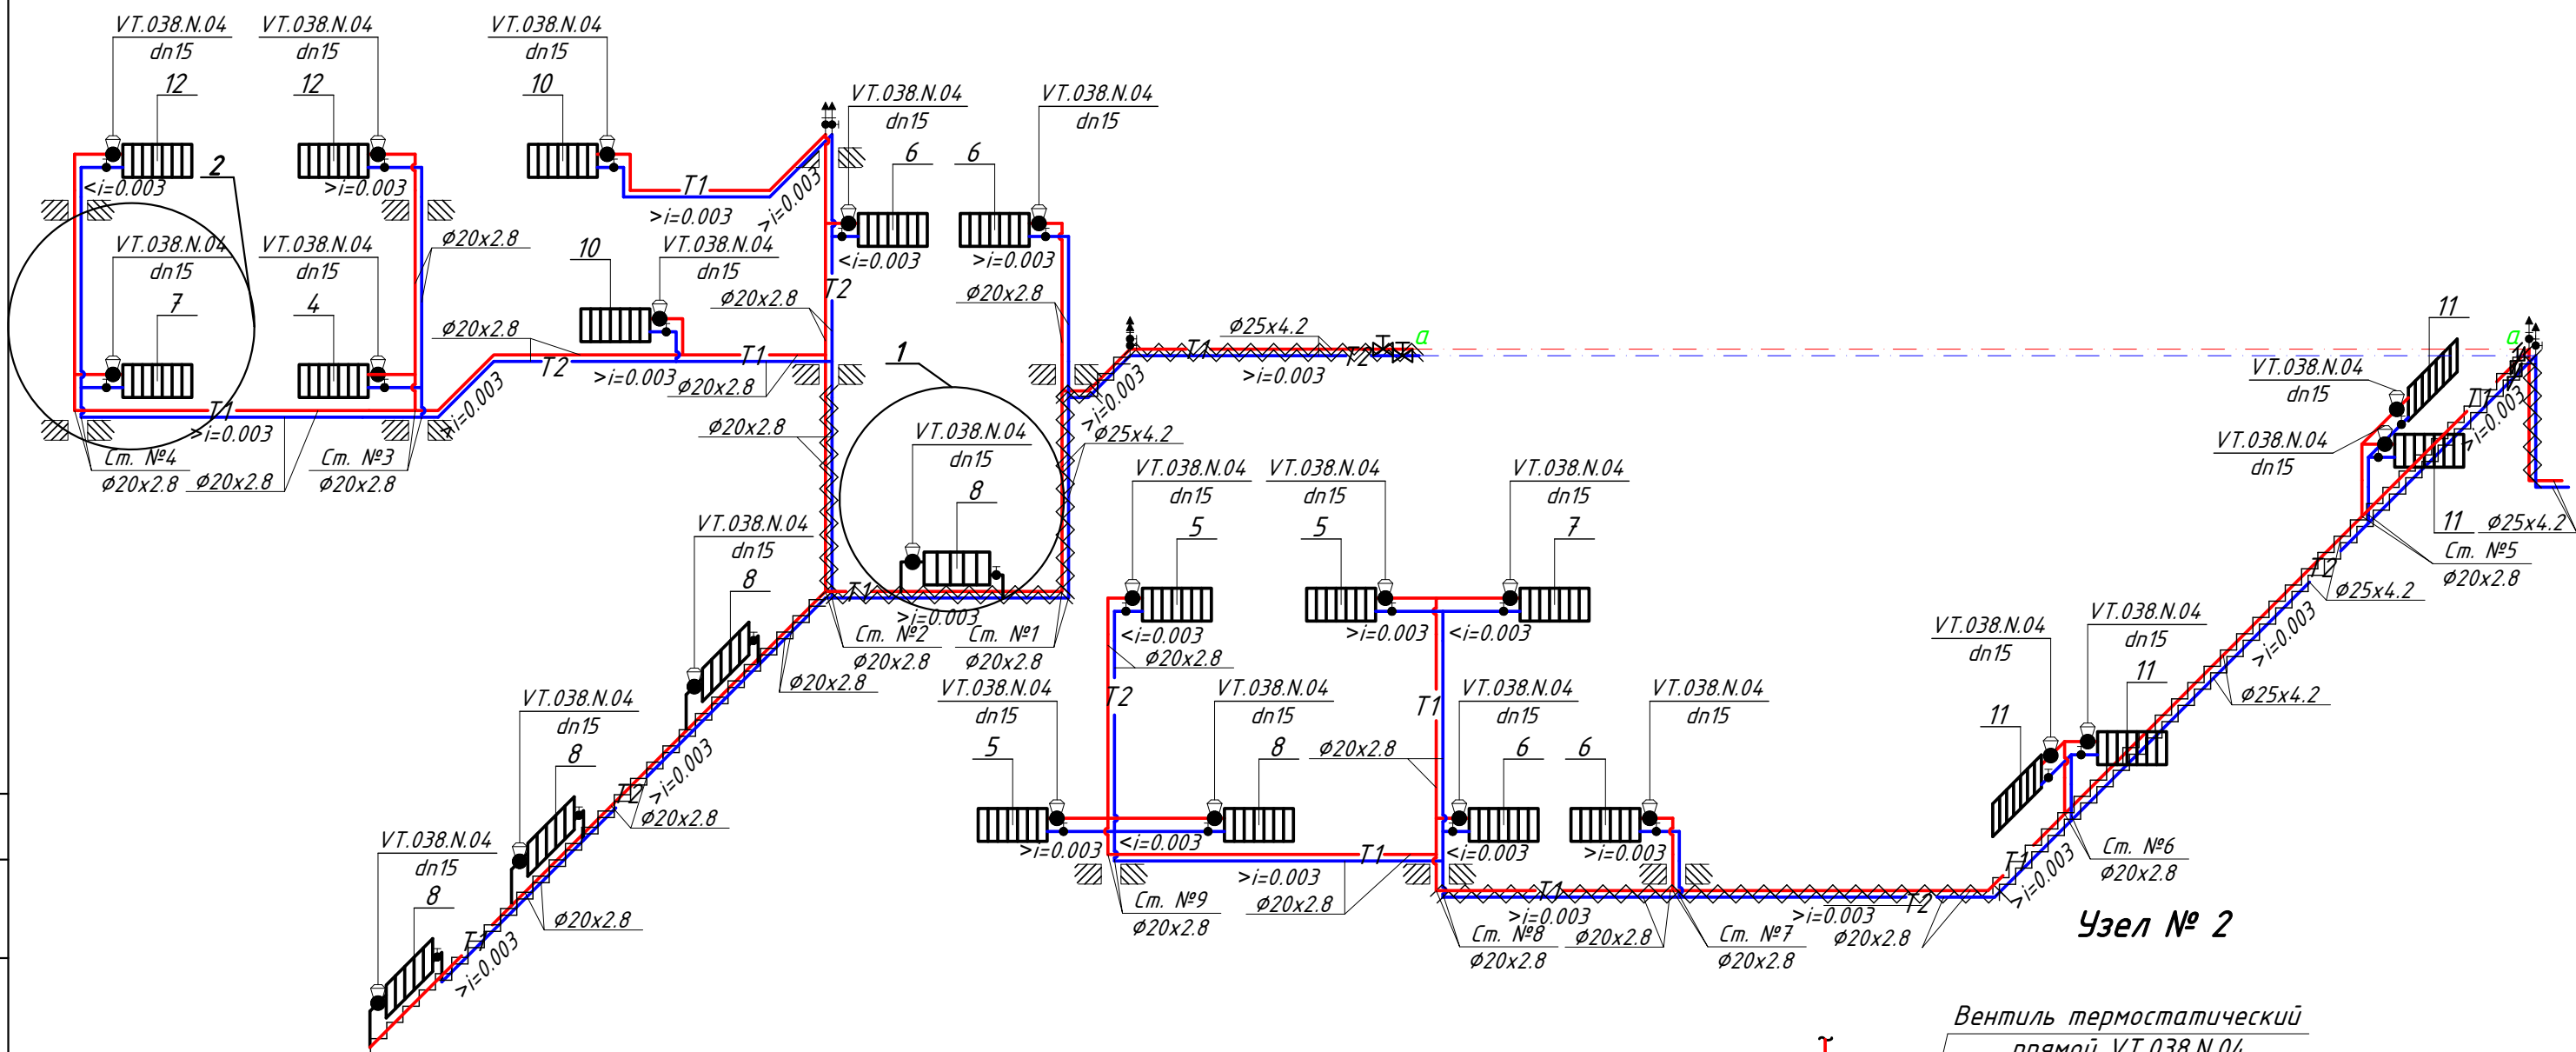 VT.038.N.04
dn15
12
VT.038.N.04
dn15
12
VT.038.N.04
dn15
10
VT.038.N.04
dn15
6
VT.038.N.04
dn15
6
2
<i=0.003
>i=0.003
T1
>i=0.003
>i=0.003
VT.038.N.04
dn15
7
VT.038.N.04
dn15
4
Ø20x2.8
10
VT.038.N.04
dn15
<i=0.003
>i=0.003
T2
Ø20x2.8
Ø20x2.8
Ø20x2.8
T2
T1
>i=0.003
Ø20x2.8
1
Ø25x4.2
T1
T2
>i=0.003
>i=0.003
a
a
11
VT.038.N.04
dn15
T1
>i=0.003
VT.038.N.04
dn15
11
Ø25x4.2
Ст. №5
Ø20x2.8
T1
>i=0.003
>i=0.003
Ст. №4
Ø20x2.8
Ø20x2.8
Ст. №3
Ø20x2.8
Ø20x2.8
VT.038.N.04
dn15
8
Ø25x4.2
VT.038.N.04
dn15
5
VT.038.N.04
dn15
5
VT.038.N.04
dn15
7
VT.038.N.04
dn15
8
T1
>i=0.003
Ст. №2
Ø20x2.8
Ст. №1
Ø20x2.8
Ø20x2.8
<i=0.003
Ø20x2.8
>i=0.003
<i=0.003
T2
Ø25x4.2
>i=0.003
Ø25x4.2
VT.038.N.04
dn15
VT.038.N.04
dn15
11
11
VT.038.N.04
dn15
8
T2
>i=0.003
Ø20x2.8
VT.038.N.04
dn15
5
T2
VT.038.N.04
dn15
8
T1
Ø20x2.8
VT.038.N.04
dn15
6
VT.038.N.04
dn15
6
>i=0.003
<i=0.003
T1
<i=0.003
>i=0.003
>i=0.003
Ø20x2.8
Ст. №9
Ø20x2.8
T1
>i=0.003
Ст. №8
Ø20x2.8
Ø20x2.8
Ст. №7
Ø20x2.8
>i=0.003
T2
Ø20x2.8
T1
>i=0.003
Ст. №6
Ø20x2.8
Узел № 2
VT.038.N.04
dn15
8
Ø20x2.8
T1
>i=0.003
Вентиль термостатический
прямой VT.038.N.04